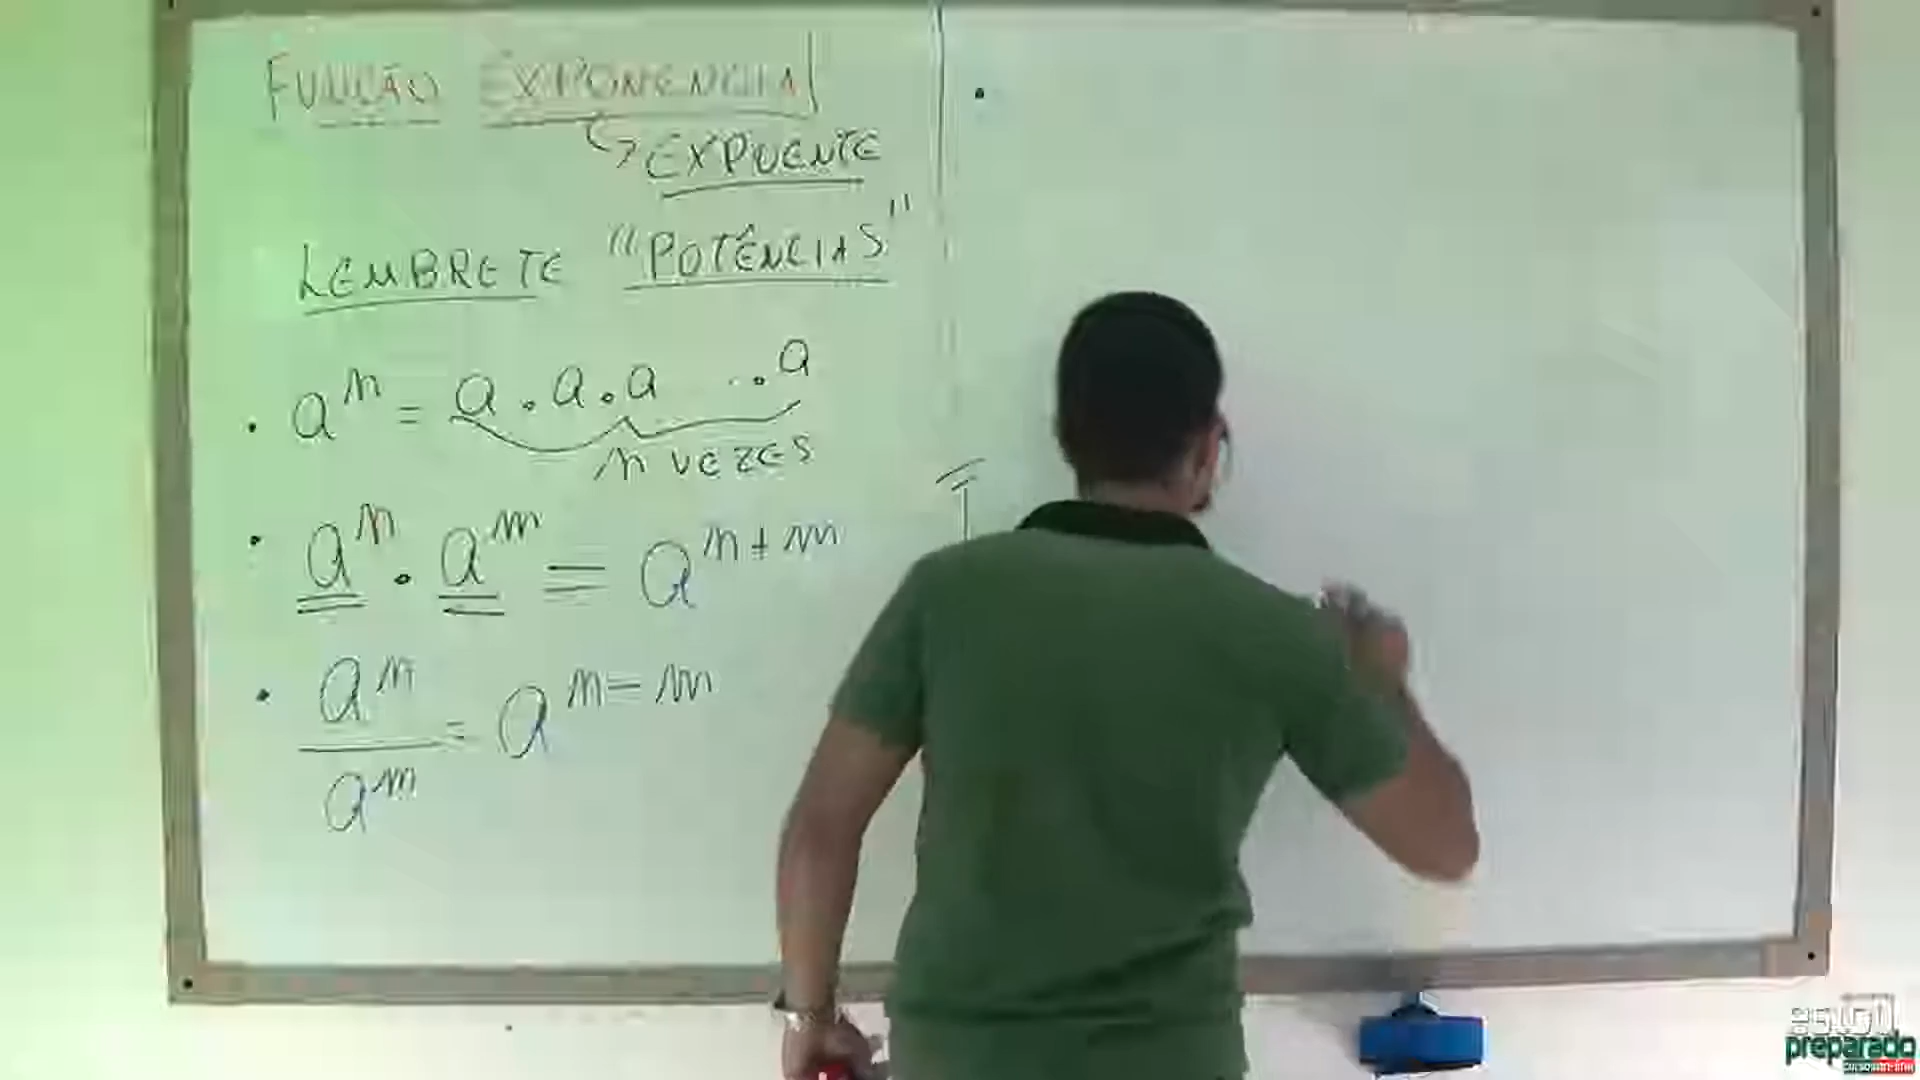 FUNÇÃO EXPONENCIAL
↳ EXPOENTE
LEMBRETE "POTÊNCIAS"
• a^n = a . a . a ... a
n VEZES
• a^n . a^m = a^{n+m}
• a^n / a^m = a^{n-m}
•
preparado